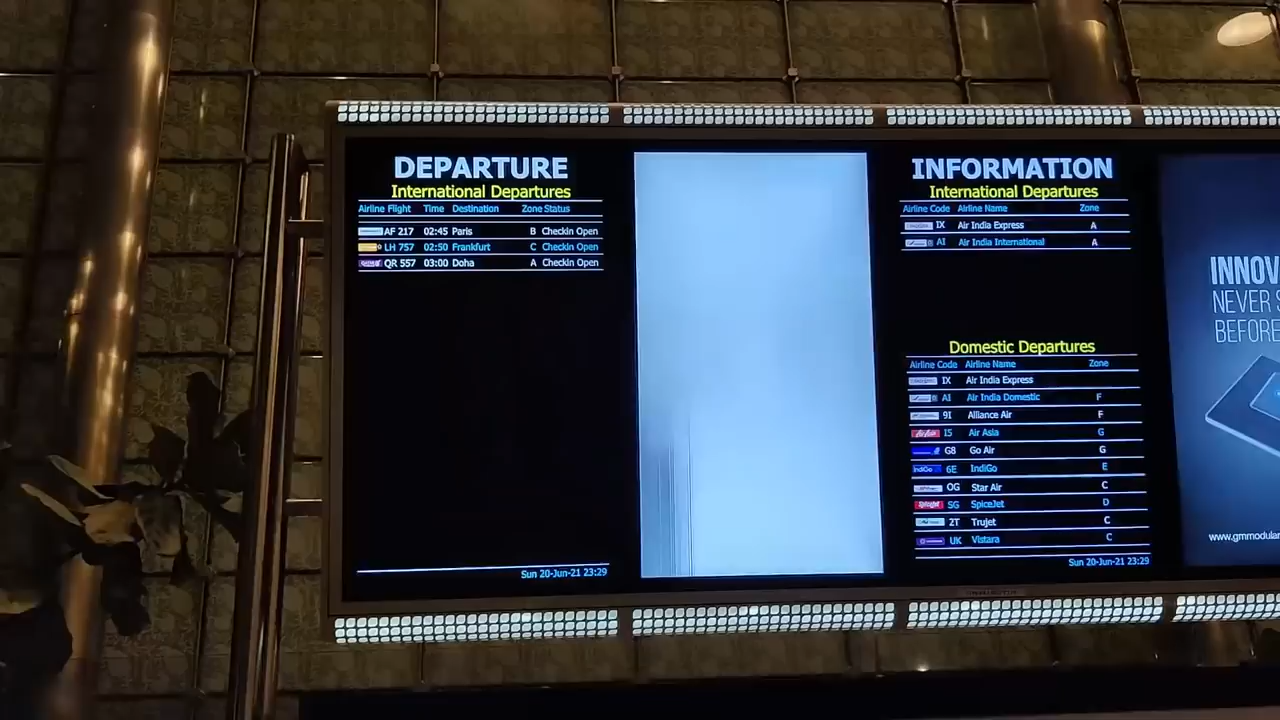 DEPARTURE
International Departures
Airline Flight Time Destination Zone Status
AF 217 02:45 Paris B CheckIn Open
LH 757 02:50 Frankfurt C CheckIn Open
QR 557 03:00 Doha A CheckIn Open
Sun 20-Jun-21 23:29
INFORMATION
International Departures
Airline Code Airline Name Zone
IX Air India Express A
AI Air India International A
Domestic Departures
Airline Code Airline Name Zone
IX Air India Express
AI Air India Domestic F
9I Alliance Air F
I5 Air Asia G
G8 Go Air G
IndiGo 6E IndiGo E
OG Star Air C
SpiceJet SG SpiceJet D
2T Trujet C
UK Vistara C
Sun 20-Jun-21 23:29
INNOV
NEVER S
BEFORE
www.gmmodular